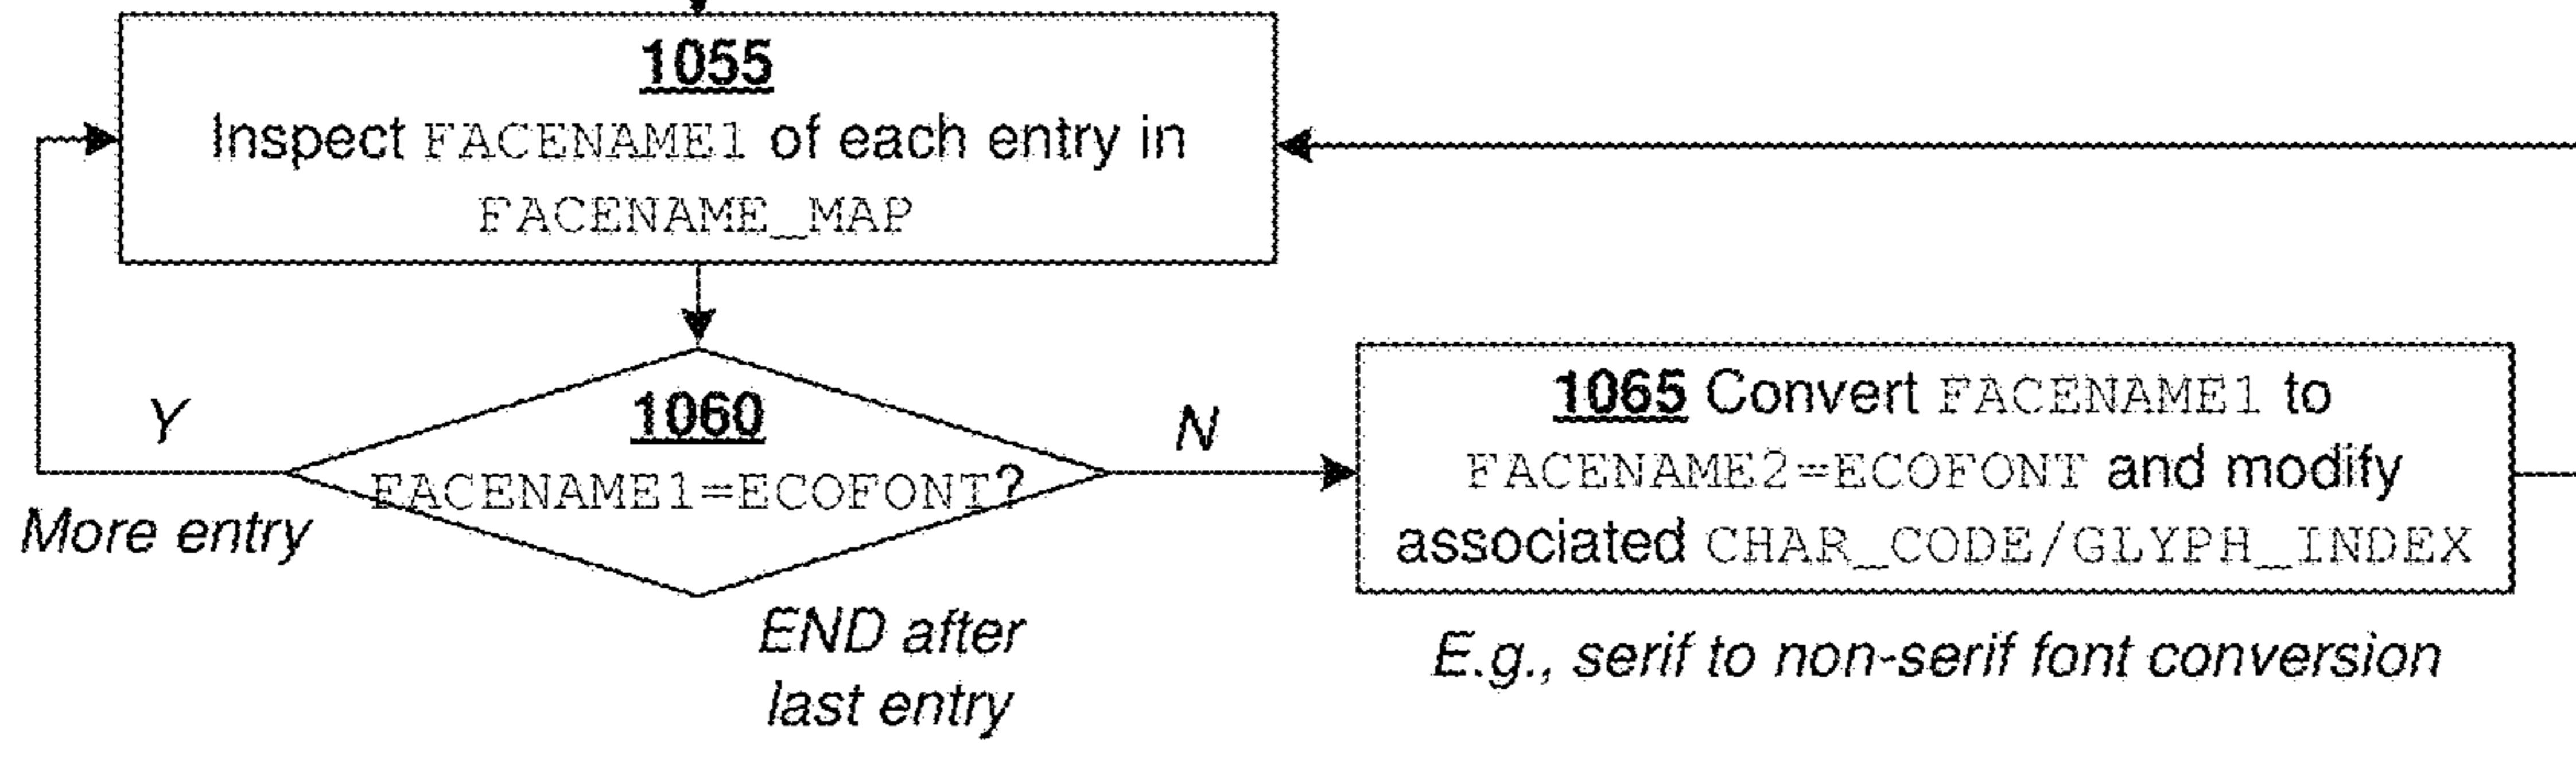 1055
Inspect FACENAME1 of each entry in
FACENAME_MAP
Y
1060
FACENAME1=ECOFONT?
More entry
END after
last entry
N
1065 Convert FACENAME1 to
FACENAME2=ECOFONT and modify
associated CHAR_CODE/GLYPH_INDEX
E.g., serif to non-serif font conversion